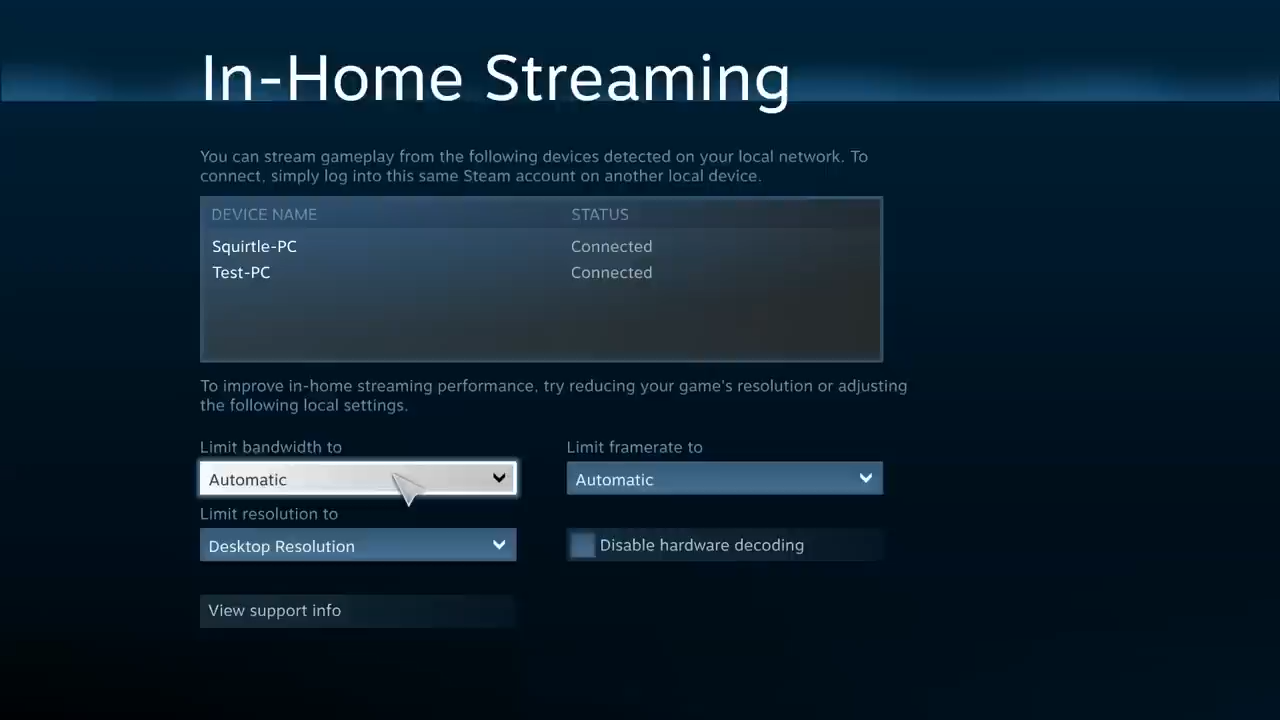 In-Home Streaming
You can stream gameplay from the following devices detected on your local network. To
connect, simply log into this same Steam account on another local device.
DEVICE NAME STATUS
Squirtle-PC Connected
Test-PC Connected
To improve in-home streaming performance, try reducing your game's resolution or adjusting
the following local settings.
Limit bandwidth to Limit framerate to
Automatic Automatic
Limit resolution to
Desktop Resolution Disable hardware decoding
View support info